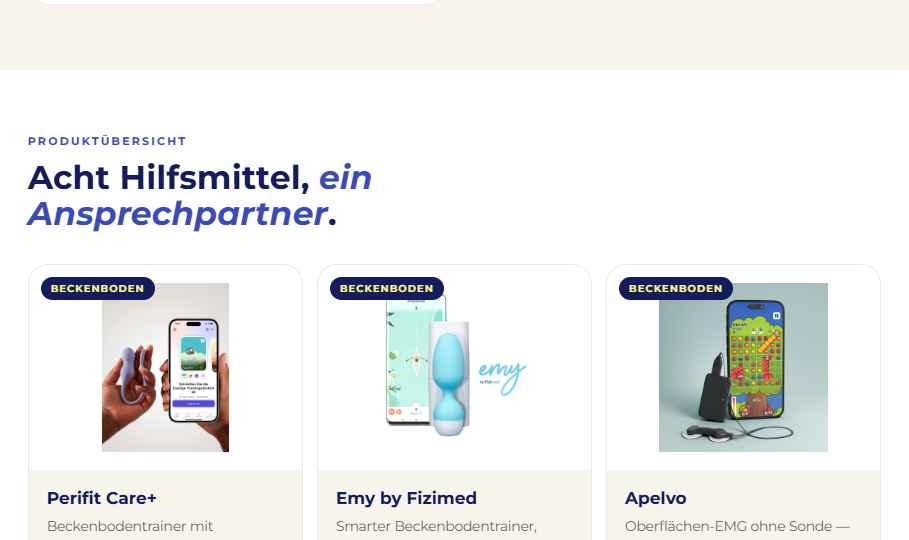 PRODUKTÜBERSICHT
Acht Hilfsmittel, ein
Ansprechpartner.
BECKENBODEN
BECKENBODEN
BECKENBODEN
emy
Perifit Care+
Emy by Fizimed
Apelvo
Beckenbodentrainer mit
Smarter Beckenbodentrainer,
Oberflächen-EMG ohne Sonde —